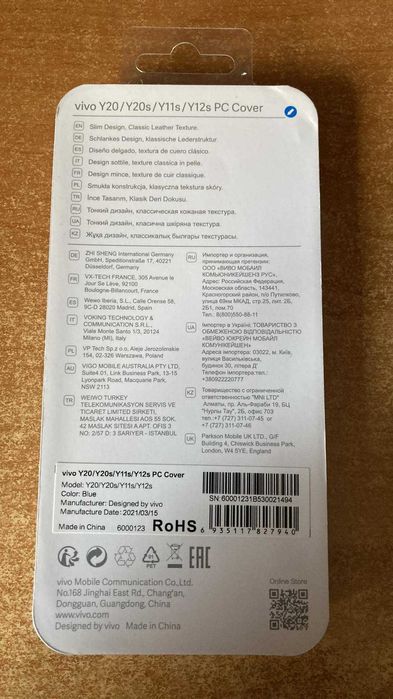 vivo Y20/Y20s/Y11s/Y12s PC Cover
EN Slim Design, Classic Leather Texture.
DE Schlankes Design, klassische Lederstruktur.
ES Diseño delgado, textura de cuero clásico.
IT Design sottile, texture classica in pelle.
FR Design mince, texture de cuir classique.
PL Smukła konstrukcja, klasyczna tekstura skóry.
TR İnce Tasarım, Klasik Deri Dokusu.
RU Тонкий дизайн, классическая кожаная текстура.
UA Тонкий дизайн, класична шкіряна текстура.
KZ Жұқа дизайн, классикалық былғары текстурасы.
DE ZHI SHENG International Germany
GmbH, Speditionstraße 17, 40221
Düsseldorf, Germany
FR VX-TECH FRANCE, 305 Avenue le
Jour Se Lève, 92100
Boulogne-Billancourt, France
ES Weiwo Iberia, S.L., Calle Orense 58,
9C-D 28020 Madrid, Spain
IT VOKING TECHNOLOGY &
COMMUNICATION S.R.L.,
Viale Monte Santo 1/3, 20124
Milano (MI), Italy
PL VP Tech Sp.z o.o, Aleje Jerozolimskie
154, 02-326 Warszawa, Poland
AU VIGO MOBILE AUSTRALIA PTY LTD.
Suite4.01, Link Business Park, 13-15
Lyonpark Road, Macquarie Park,
NSW 2113
TR WEIWO TURKEY
TELEKOMUNIKASYON SERVIS VE
TICARET LIMITED SIRKETI,
MASLAK MAHALLESI AOS 55 SOK.
42 MASLAK SITESI A APT. OFIS 3
NO: 2/57 D: 3 SARIYER - ISTANBUL
RU Импортер и организация,
принимающая претензии:
ООО «ВИВО МОБАЙЛ
КОМЬЮНИКЕЙШЕН РУС»,
Адрес: Российская Федерация,
Московская область, 143441,
Красногорский район, п/о Путилково,
улица 69км МКАД, стр.25, лит. 2Б,
2Б1, пом.70
Tel.: 8(800)550-88-11
UA Імпортер в Україні: ТОВАРИСТВО З
ОБМЕЖЕНОЮ ВІДПОВІДАЛЬНІСТЮ
«ВЕЙВО ЮКРЕЙН МОБАЙЛ
КОМУНІКЕЙШЕН»
Адреса імпортера: 03022, м. Київ,
вулиця Васильківська,
будинок 30, літера Д'
Телефон імпортера тел.:
+380922220777
KZ Товарищество с ограниченной
ответственностью "MNI LTD"
Алматы, пр. Аль-Фараби 19, БЦ
"Нурлы Тау", 2Б, офис 703
тел.:+7 (727) 311-07-45 or
+7 (727) 311-07-46
UK Parkson Mobile UK LTD., G/F
Building 4, Chiswick Business Park,
London, W4 5YE, England
vivo Y20/Y20s/Y11s/Y12s PC Cover
Model: Y20/Y20s/Y11s/Y12s
Color: Blue
Manufacturer: Designed by vivo
Manufacture Date: 2021/03/15
Made in China 6000123 RoHS
SN:60001231B530021494
6 935117 827940
91
PET
EAC
vivo Mobile Communication Co.,Ltd.
No.168 Jinghai East Rd., Chang'an,
Dongguan, Guangdong, China
www.vivo.com
Designed by vivo Made in China
Online Store